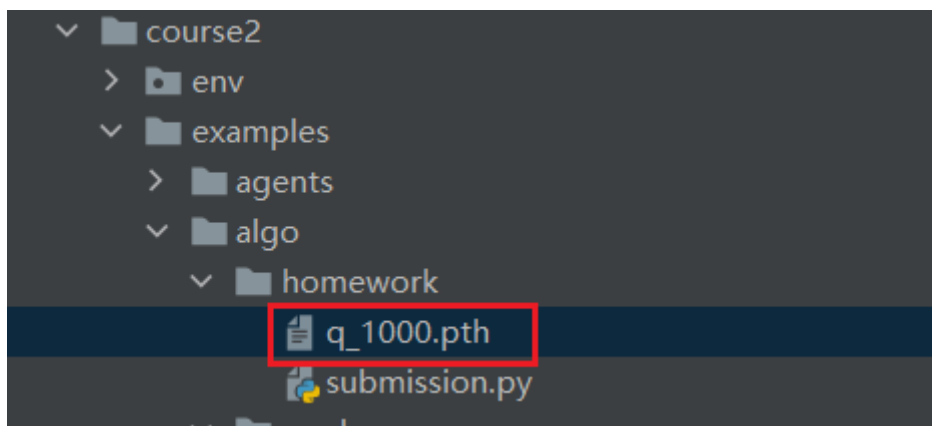 course2
env
examples
agents
algo
homework
q_1000.pth
submission.py